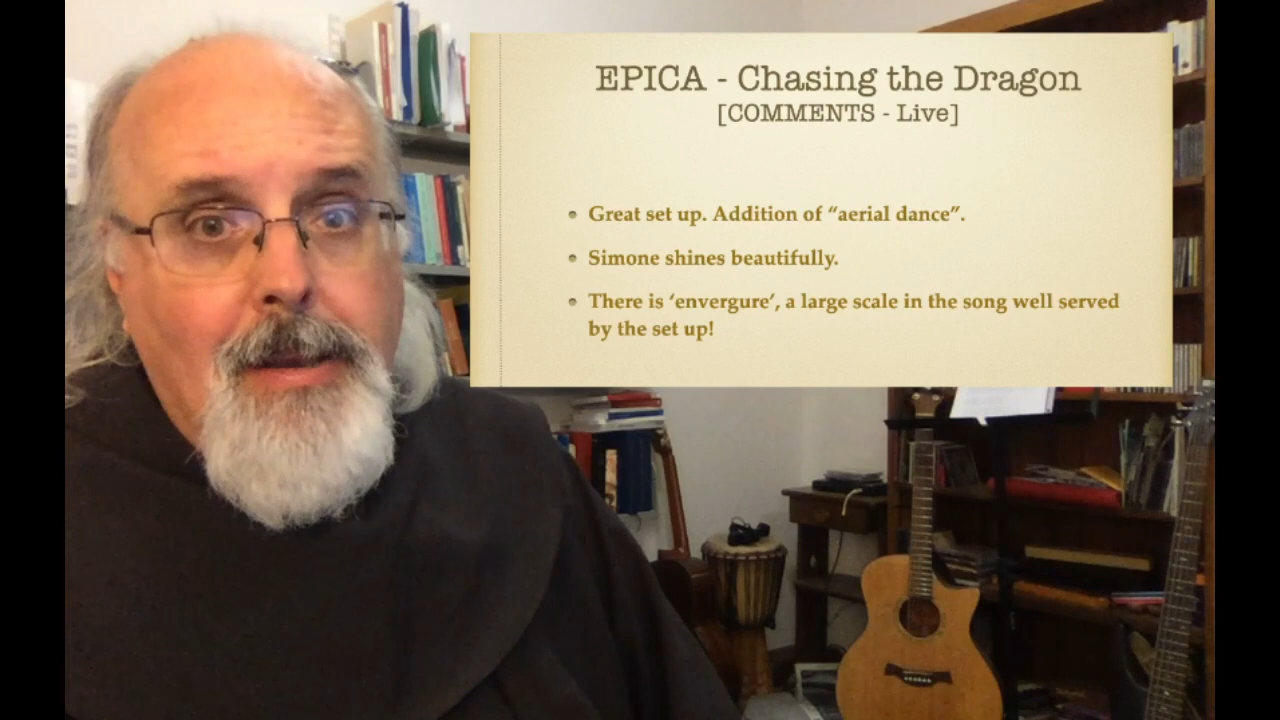 EPICA - Chasing the Dragon
[COMMENTS - Live]
Great set up. Addition of “aerial dance”.
Simone shines beautifully.
There is ‘envergure’, a large scale in the song well served
by the set up!